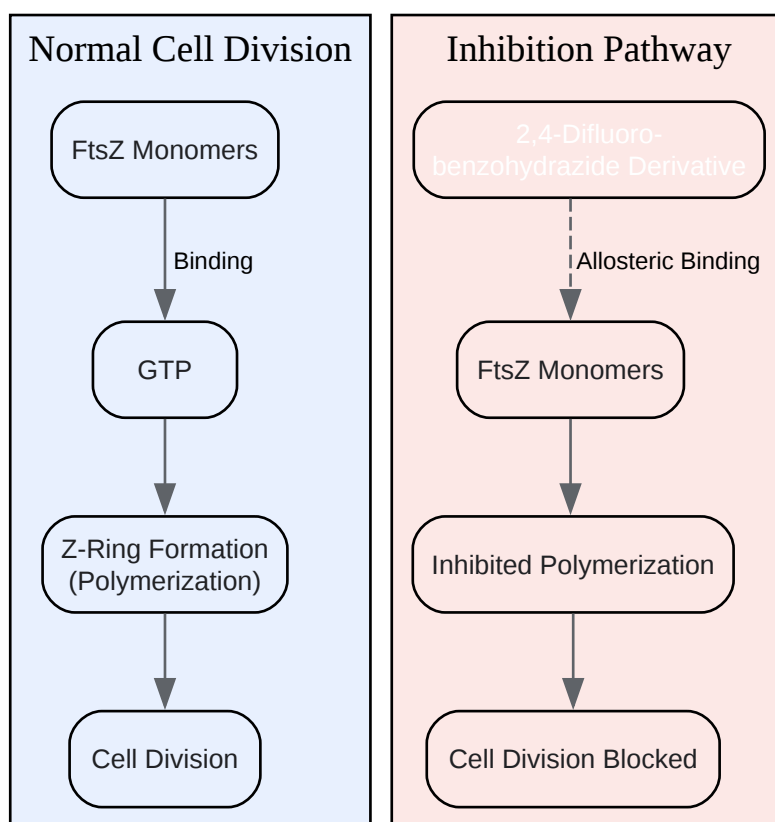 Normal Cell Division
FtsZ Monomers
Binding
GTP
Z-Ring Formation
(Polymerization)
Cell Division
Inhibition Pathway
2,4-Difluoro-
benzohydrazide Derivative
Allosteric Binding
FtsZ Monomers
Inhibited Polymerization
Cell Division Blocked